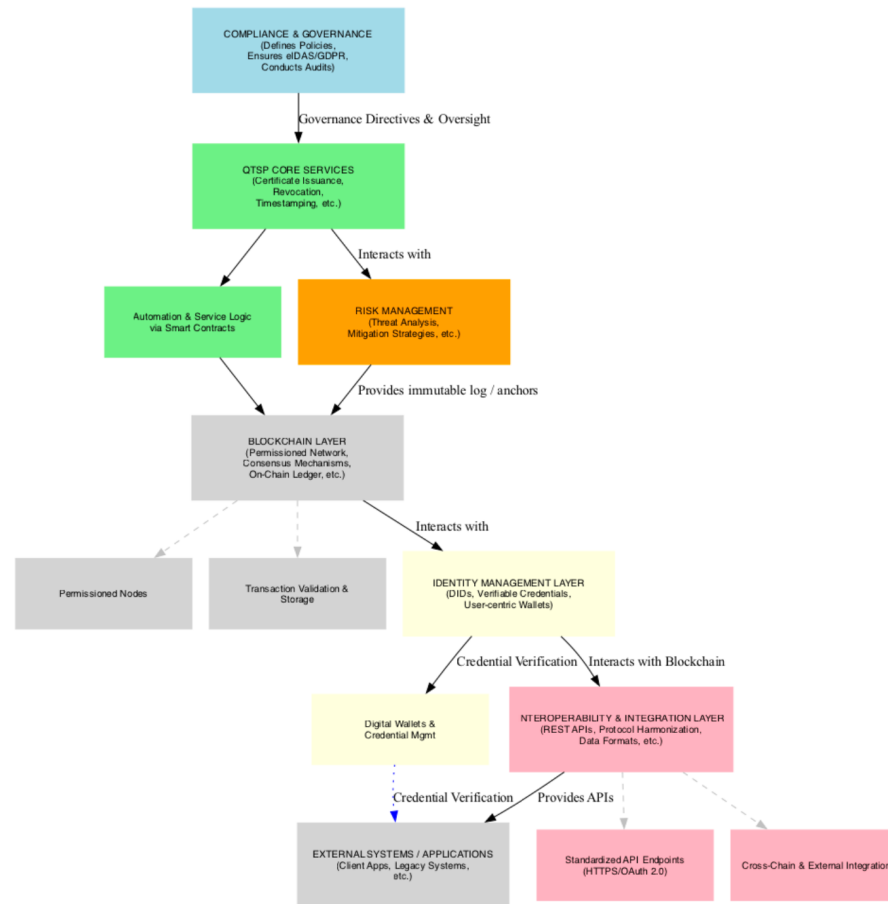 COMPLIANCE & GOVERNANCE
(Defines Policies,
Ensures eIDAS/GDPR,
Conducts Audits)
Governance Directives & Oversight
QTSP CORE SERVICES
(Certificate Issuance,
Revocation,
Timestamping, etc.)
Interacts with
Automation & Service Logic
via Smart Contracts
RISK MANAGEMENT
(Threat Analysis,
Mitigation Strategies, etc.)
Provides immutable log / anchors
BLOCKCHAIN LAYER
(Permissioned Network,
Consensus Mechanisms,
On-Chain Ledger, etc.)
Interacts with
Permissioned Nodes
Transaction Validation &
Storage
IDENTITY MANAGEMENT LAYER
(DIDs, Verifiable Credentials,
User-centric Wallets)
Credential Verification
Interacts with Blockchain
Digital Wallets &
Credential Mgmt
NTEROPERABILITY & INTEGRATION LAYER
(REST APIs, Protocol Harmonization,
Data Formats, etc.)
Credential Verification
Provides APIs
EXTERNAL SYSTEMS / APPLICATIONS
(Client Apps, Legacy Systems,
etc.)
Standardized API Endpoints
(HTTPS/OAuth 2.0)
Cross-Chain & External Integration